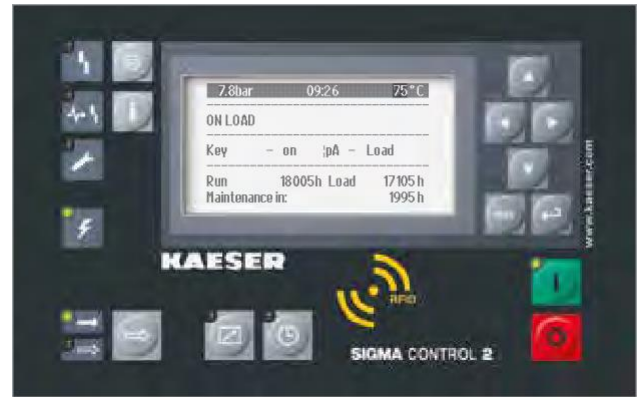 7.8bar 09:26 75°C
ON LOAD
Key - on ¦pA - Load
Run 18005h Load 17105h
Maintenance in: 1995h
www.kaeser.com
KAESER
RFID
I
SIGMA CONTROL 2